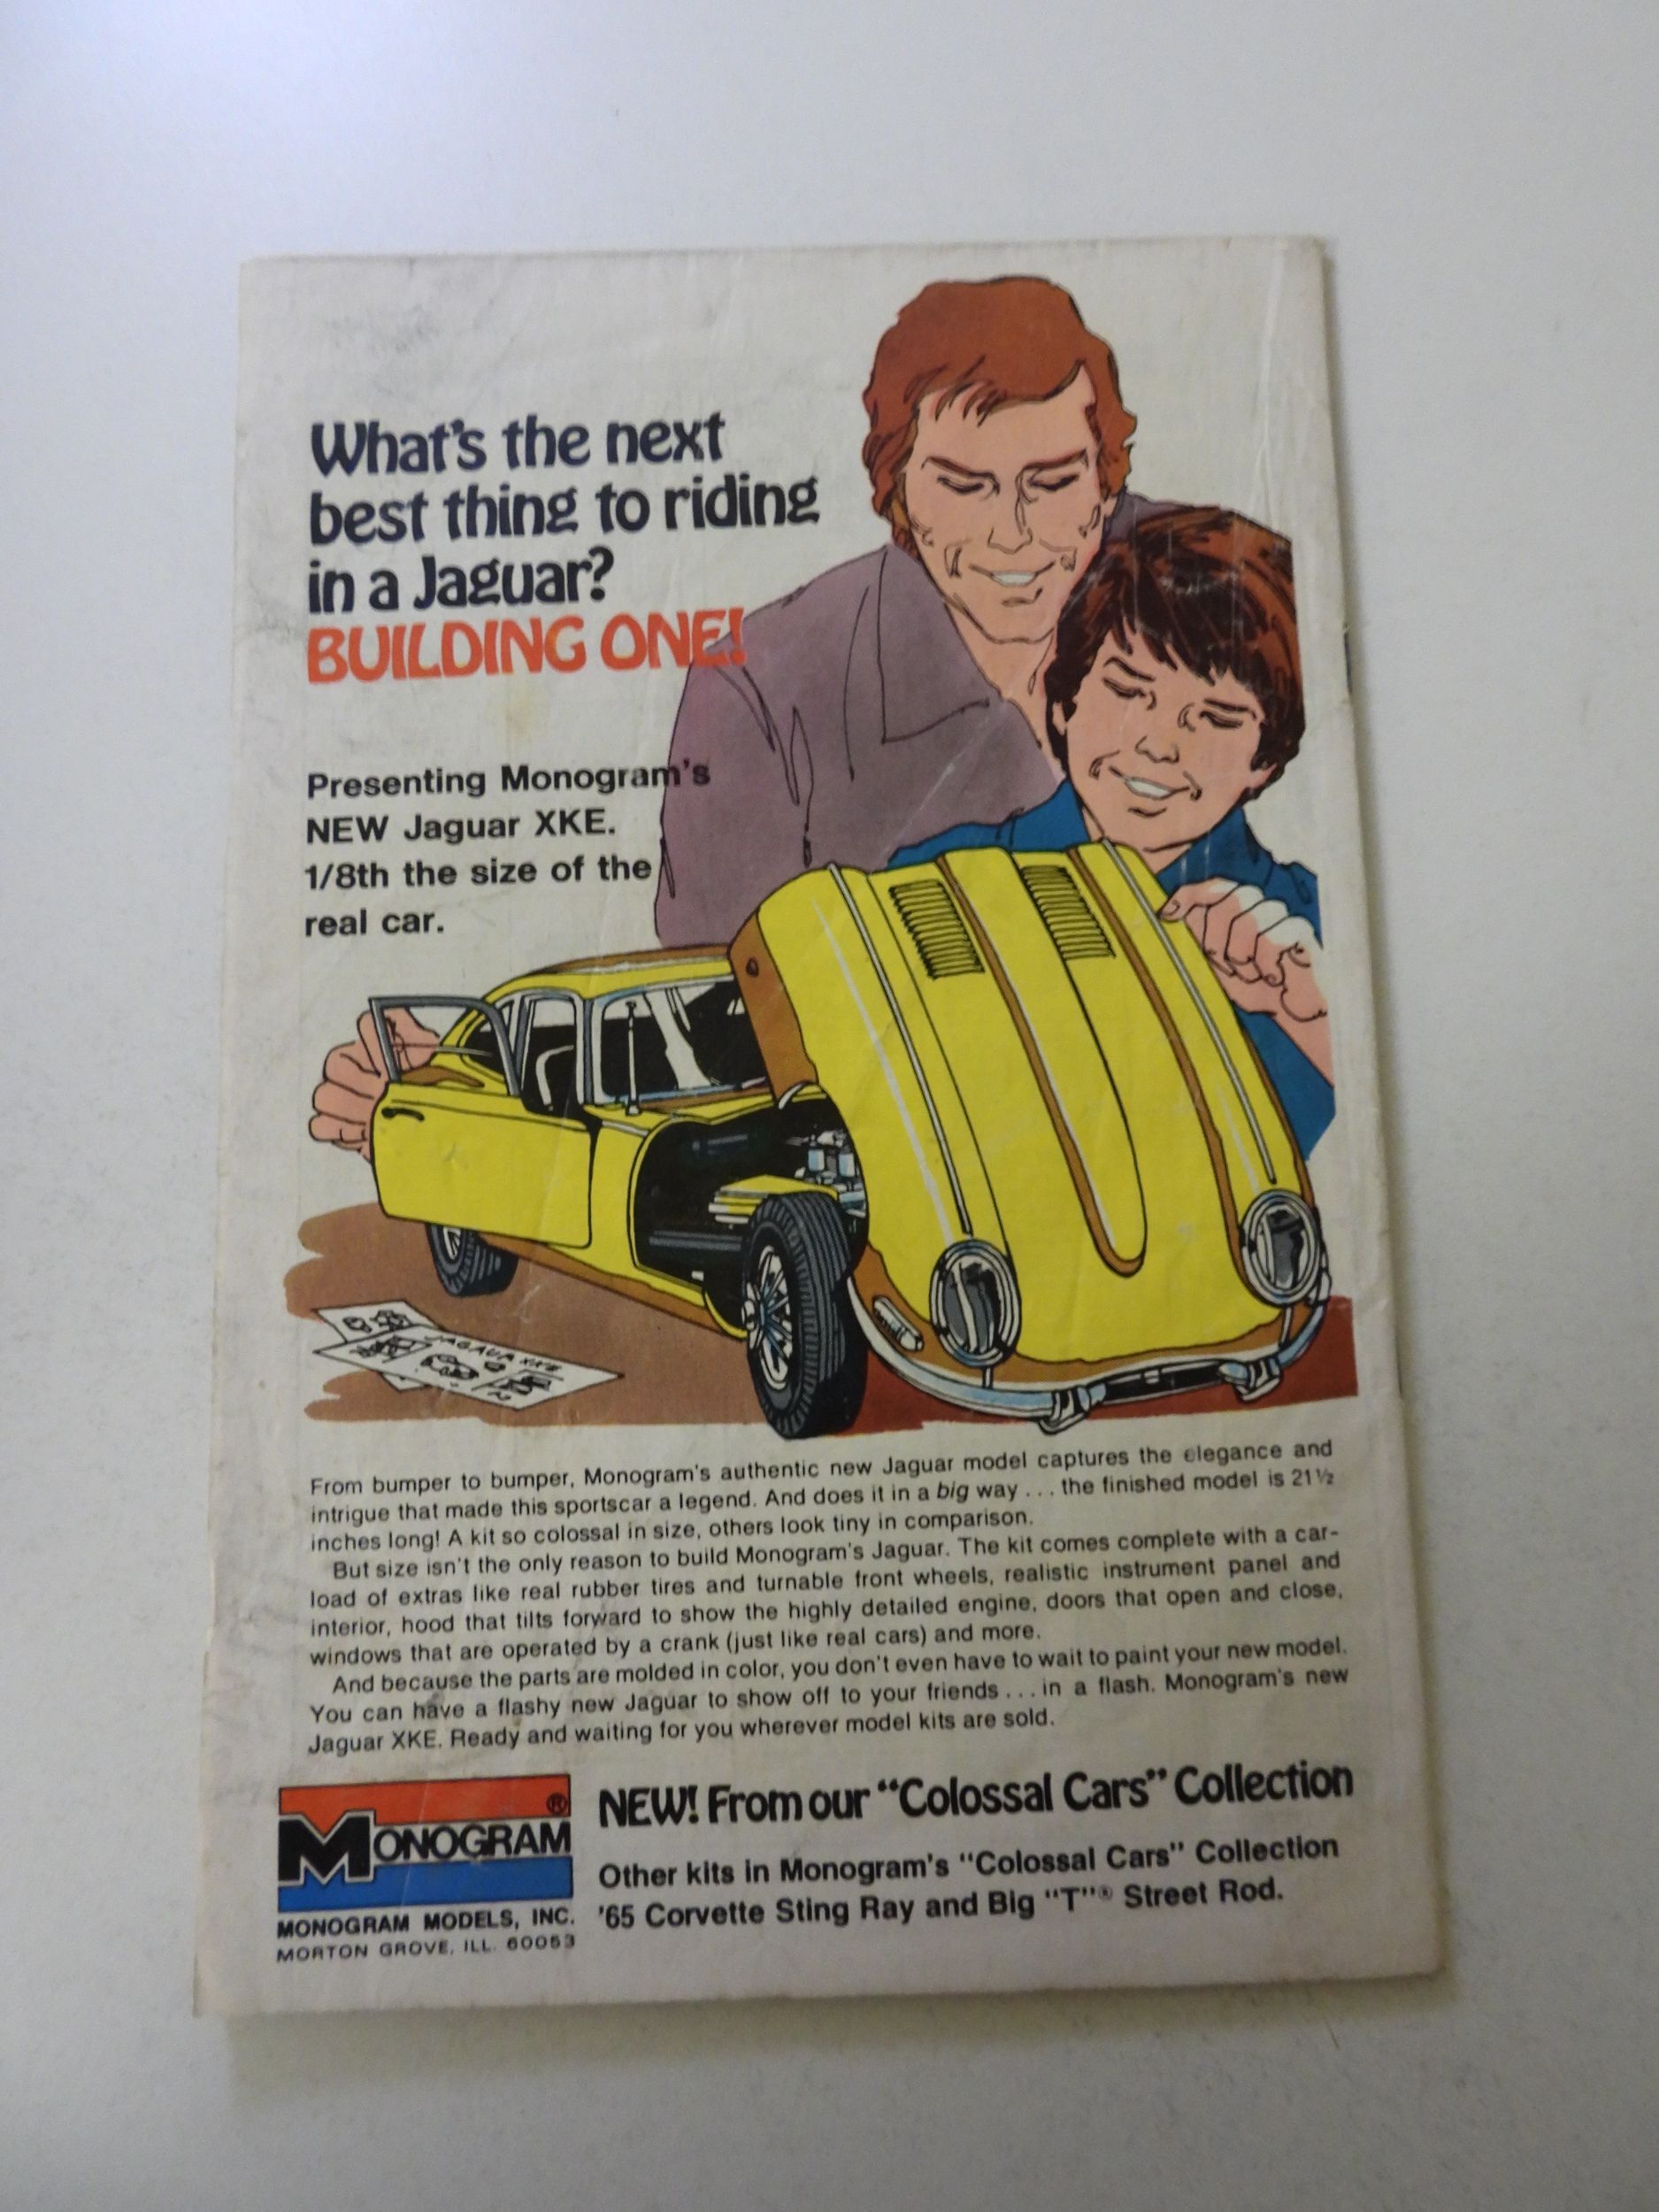 What's the next
best thing to riding
in a Jaguar?
BUILDING ONE!
Presenting Monogram's
NEW Jaguar XKE.
1/8th the size of the
real car.
JAGAUR XKE
From bumper to bumper, Monogram's authentic new Jaguar model captures the elegance and
intrigue that made this sportscar a legend. And does it in a big way . . . the finished model is 21½
inches long! A kit so colossal in size, others look tiny in comparison.
But size isn't the only reason to build Monogram's Jaguar. The kit comes complete with a car-
load of extras like real rubber tires and turnable front wheels, realistic instrument panel and
interior, hood that tilts forward to show the highly detailed engine, doors that open and close,
windows that are operated by a crank (just like real cars) and more.
And because the parts are molded in color, you don't even have to wait to paint your new model.
You can have a flashy new Jaguar to show off to your friends . . . in a flash. Monogram's new
Jaguar XKE. Ready and waiting for you wherever model kits are sold.
MONOGRAM ®
MONOGRAM MODELS, INC.
MORTON GROVE, ILL. 60053
NEW! From our "Colossal Cars" Collection
Other kits in Monogram's "Colossal Cars" Collection
'65 Corvette Sting Ray and Big "T"® Street Rod.